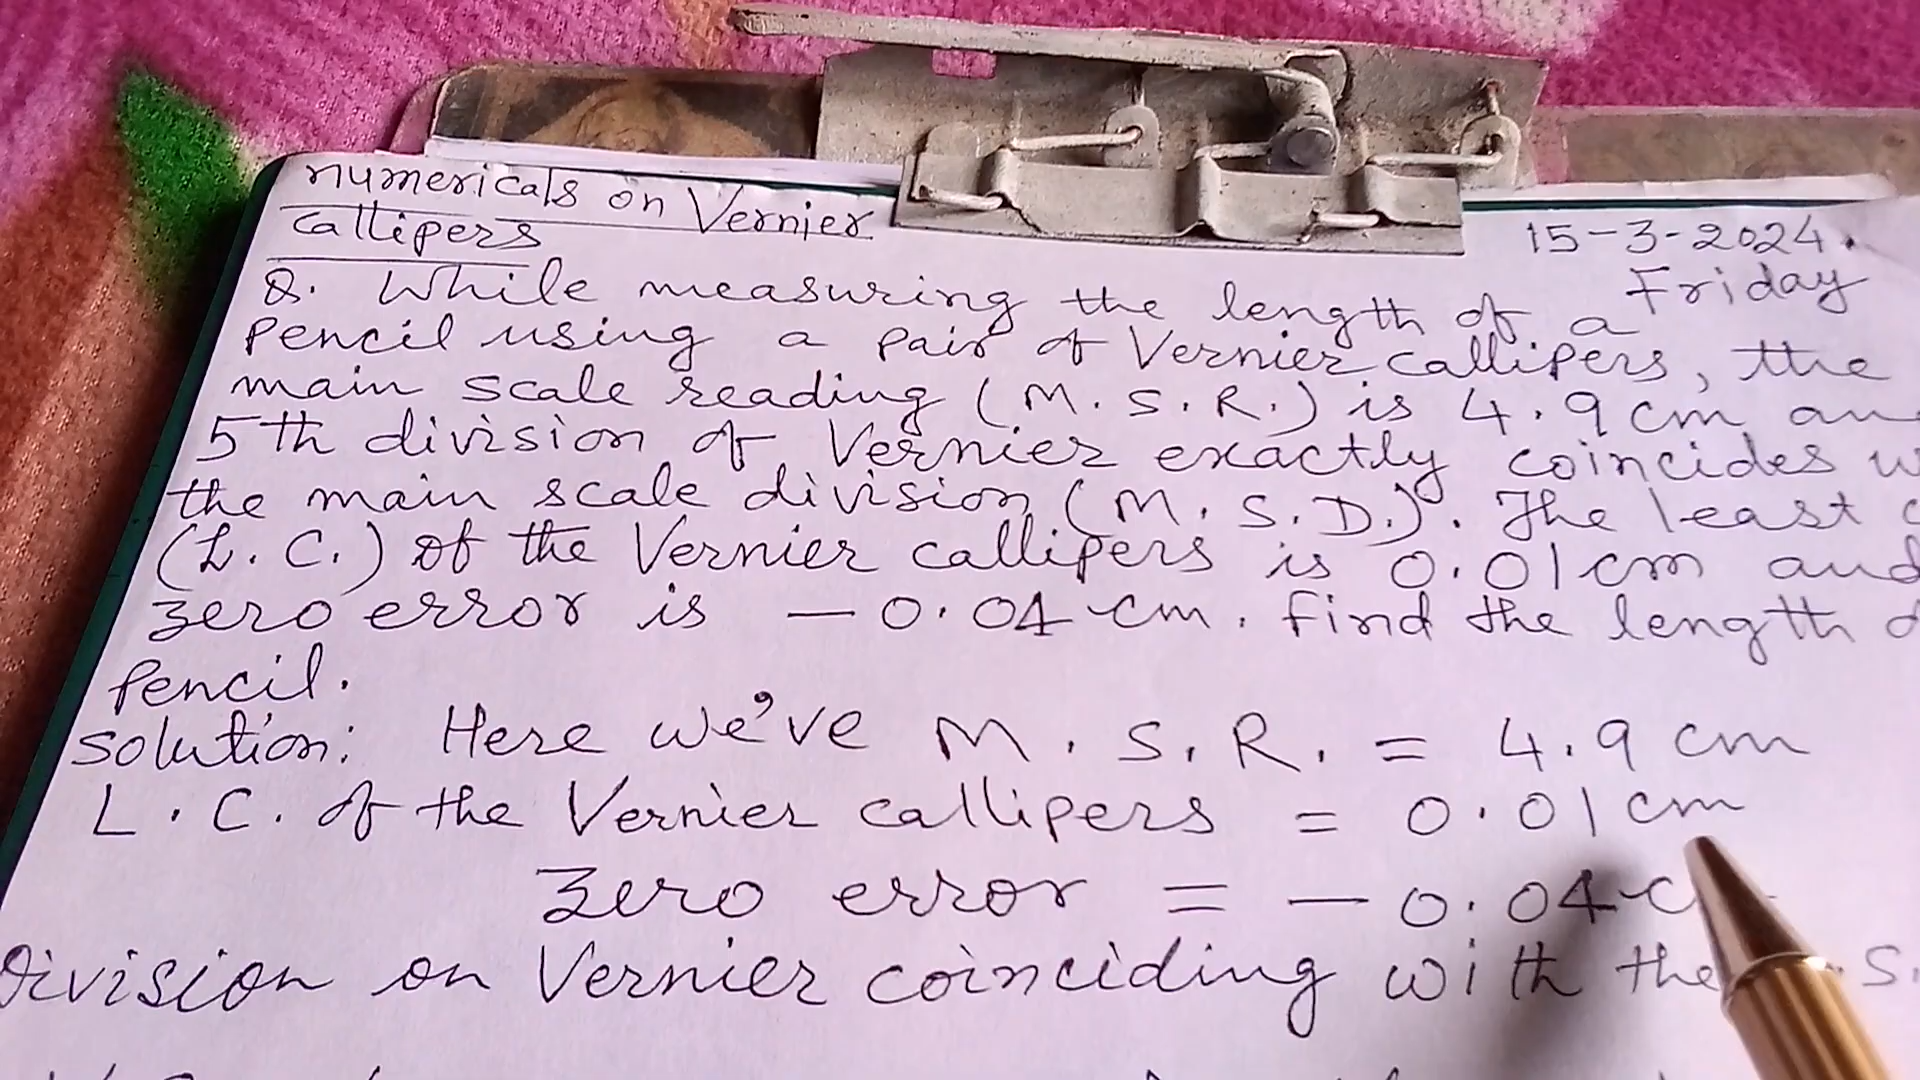 numericals on Vernier
Callipers
15-3-2024.
Friday
Q. While measuring the length of a
Pencil using a pair of Vernier callipers, the
main scale reading (M.S.R.) is 4.9 cm an
5th division of Vernier exactly coincides w
the main scale division (M.S.D.). The least c
(L.C.) of the Vernier callipers is 0.01 cm and
zero error is -0.04 cm. find the length o
Pencil.
Solution: Here we've M.S.R. = 4.9 cm
L.C. of the Vernier callipers = 0.01 cm
Zero error = -0.04 c
Division on Vernier coinciding with the S.